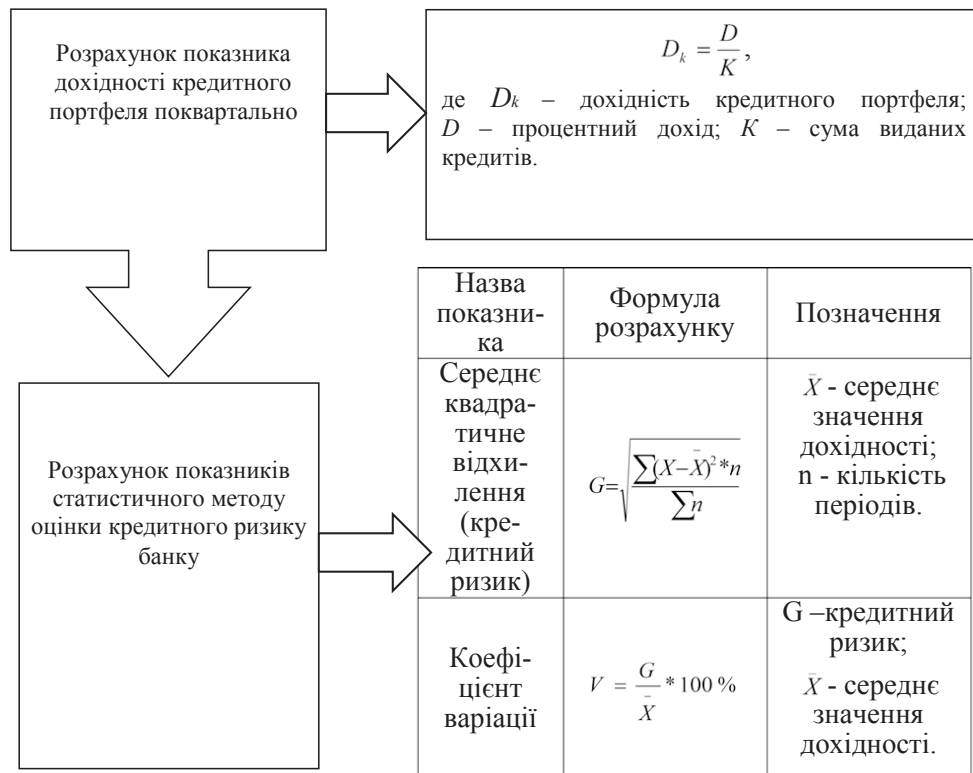 Розрахунок показника
дохідності кредитного
портфеля поквартально
D_k = D/K,
де D_k – дохідність кредитного портфеля;
D – процентний дохід; К – сума виданих
кредитів.
Назва
показни-
ка
Формула
розрахунку
Позначення
Середнє
квадра-
тичне
відхи-
лення
(кре-
дитний
ризик)
G=√(∑(X–X̄)²*n / ∑n)
X̄ - середнє
значення
дохідності;
n - кількість
періодів.
Розрахунок показників
статистичного методу
оцінки кредитного ризику
банку
Коефі-
цієнт
варіації
V = G/X̄ * 100 %
G –кредитний
ризик;
X̄ - середнє
значення
дохідності.